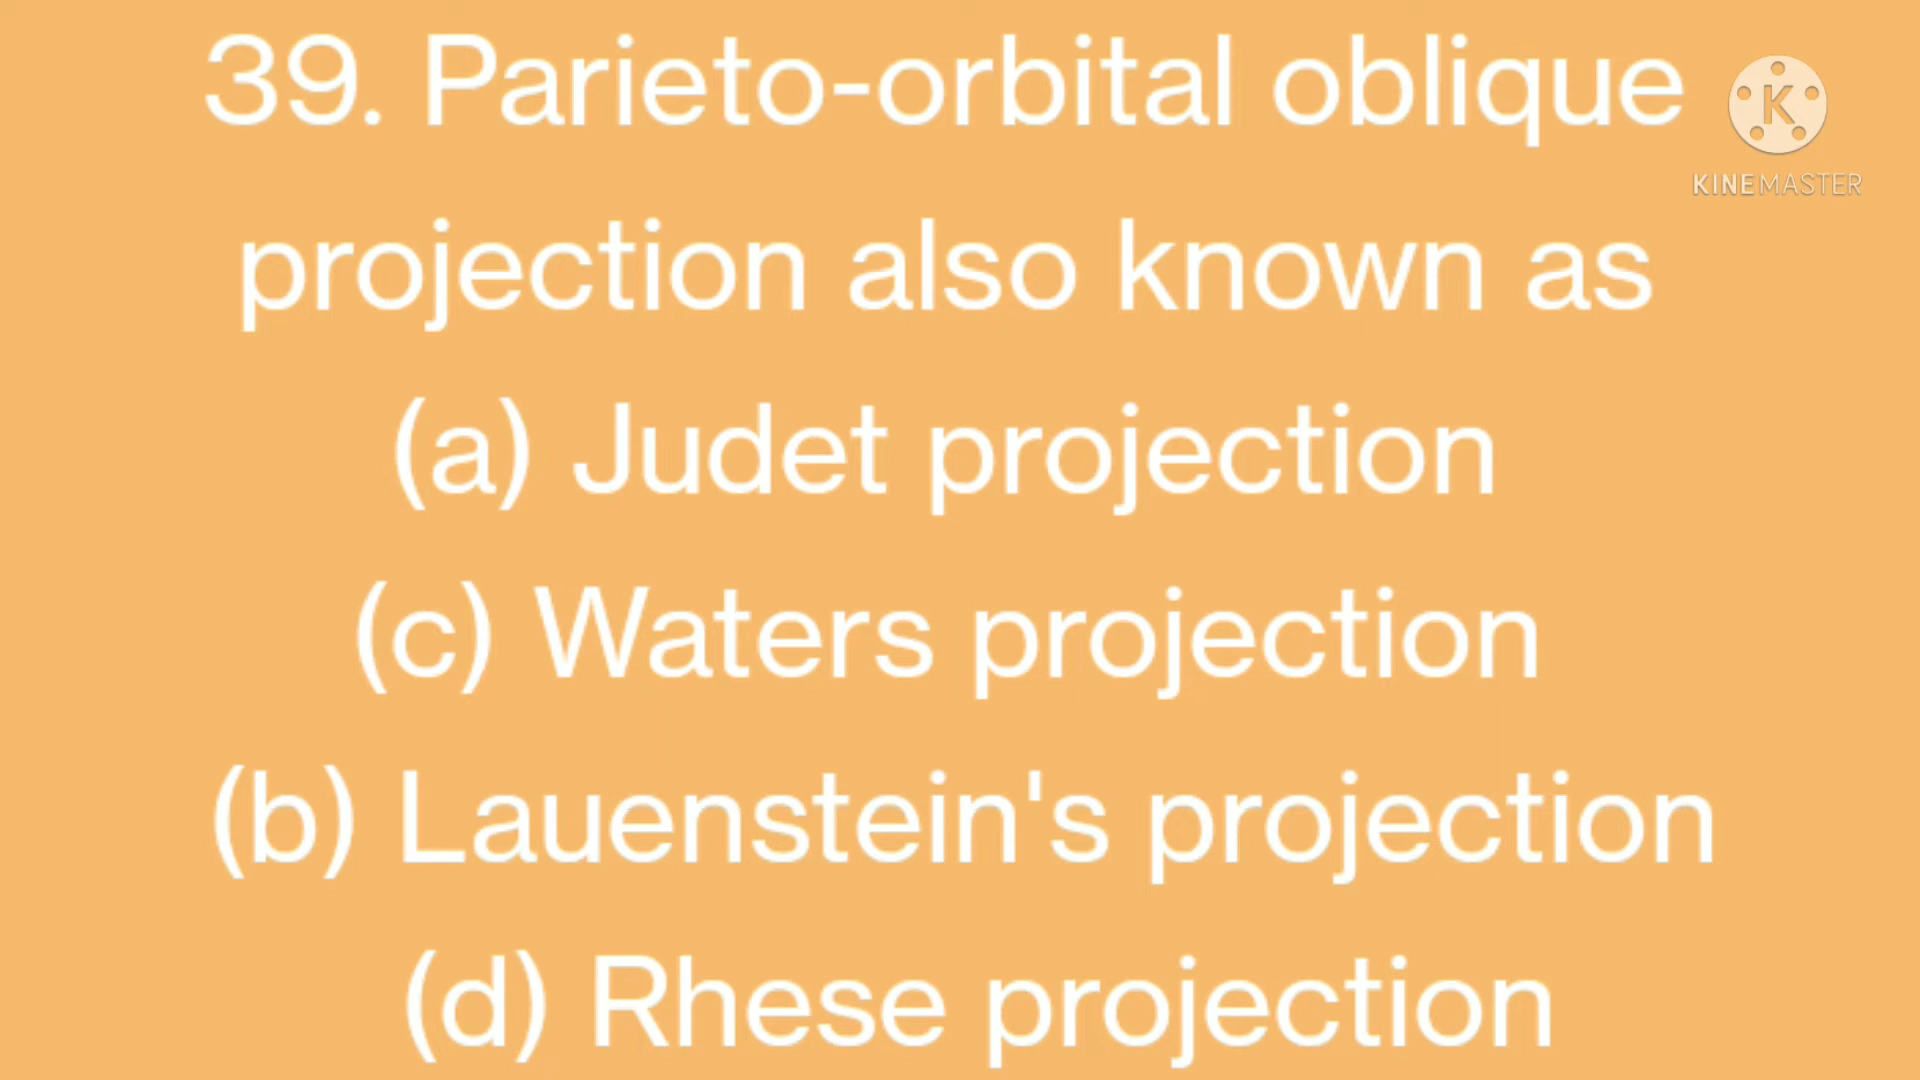 39. Parieto-orbital oblique
projection also known as
(a) Judet projection
(c) Waters projection
(b) Lauenstein's projection
(d) Rhese projection
K
KINEMASTER